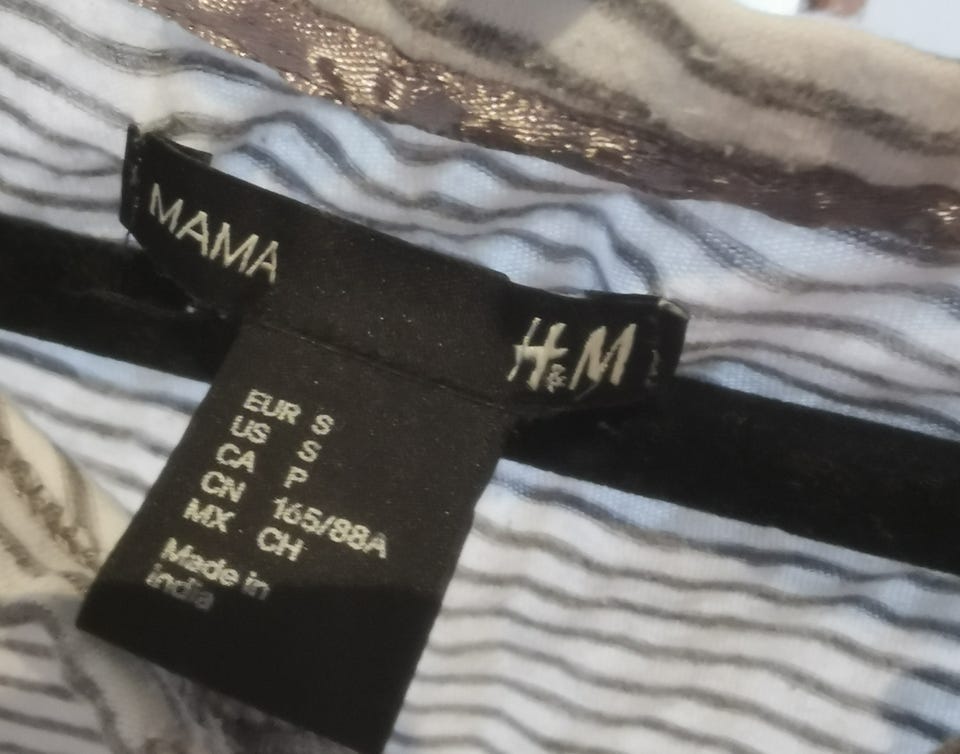 MAMA
H&M
EUR S
US S
CA P
CN 165/88A
MX CH
Made in
India